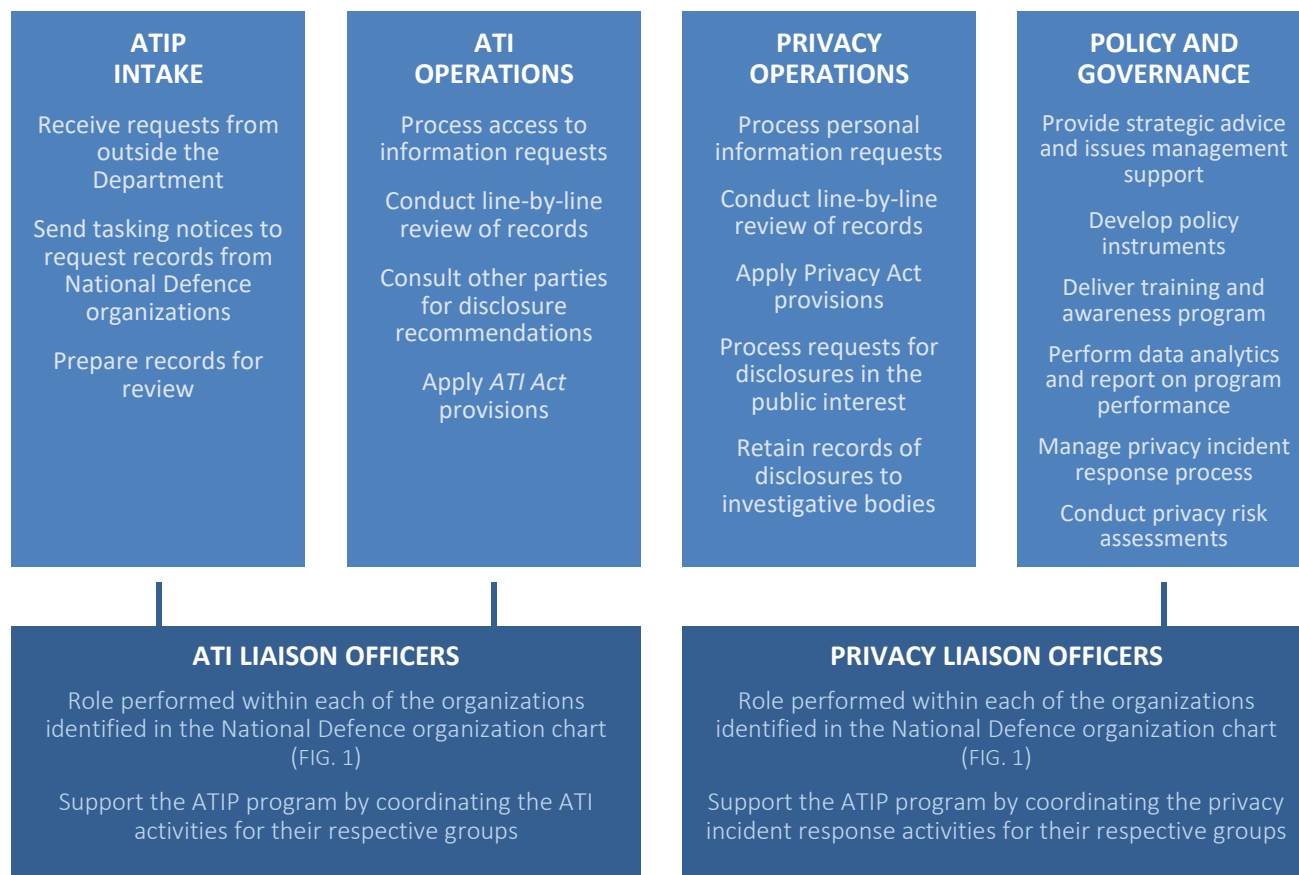 ATIP
INTAKE
Receive requests from
outside the
Department
Send tasking notices to
request records from
National Defence
organizations
Prepare records for
review
ATI
OPERATIONS
Process access to
information requests
Conduct line-by-line
review of records
Consult other parties
for disclosure
recommendations
Apply ATI Act
provisions
PRIVACY
OPERATIONS
Process personal
information requests
Conduct line-by-line
review of records
Apply Privacy Act
provisions
Process requests for
disclosures in the
public interest
Retain records of
disclosures to
investigative bodies
POLICY AND
GOVERNANCE
Provide strategic advice
and issues management
support
Develop policy
instruments
Deliver training and
awareness program
Perform data analytics
and report on program
performance
Manage privacy incident
response process
Conduct privacy risk
assessments
ATI LIAISON OFFICERS
Role performed within each of the organizations
identified in the National Defence organization chart
(FIG. 1)
Support the ATIP program by coordinating the ATI
activities for their respective groups
PRIVACY LIAISON OFFICERS
Role performed within each of the organizations
identified in the National Defence organization chart
(FIG. 1)
Support the ATIP program by coordinating the privacy
incident response activities for their respective groups